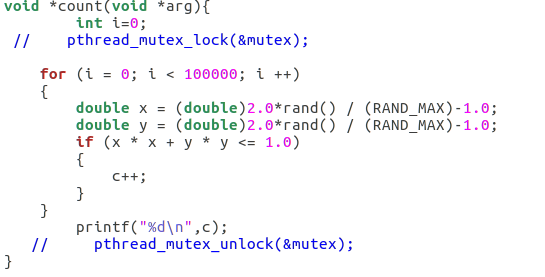 void *count(void *arg){
        int i=0;
 //    pthread_mutex_lock(&mutex);

    for (i = 0; i < 100000; i ++)
    {
        double x = (double)2.0*rand() / (RAND_MAX)-1.0;
        double y = (double)2.0*rand() / (RAND_MAX)-1.0;
        if (x * x + y * y <= 1.0)
        {
            c++;
        }
    }
        printf("%d\n",c);
   //     pthread_mutex_unlock(&mutex);
}